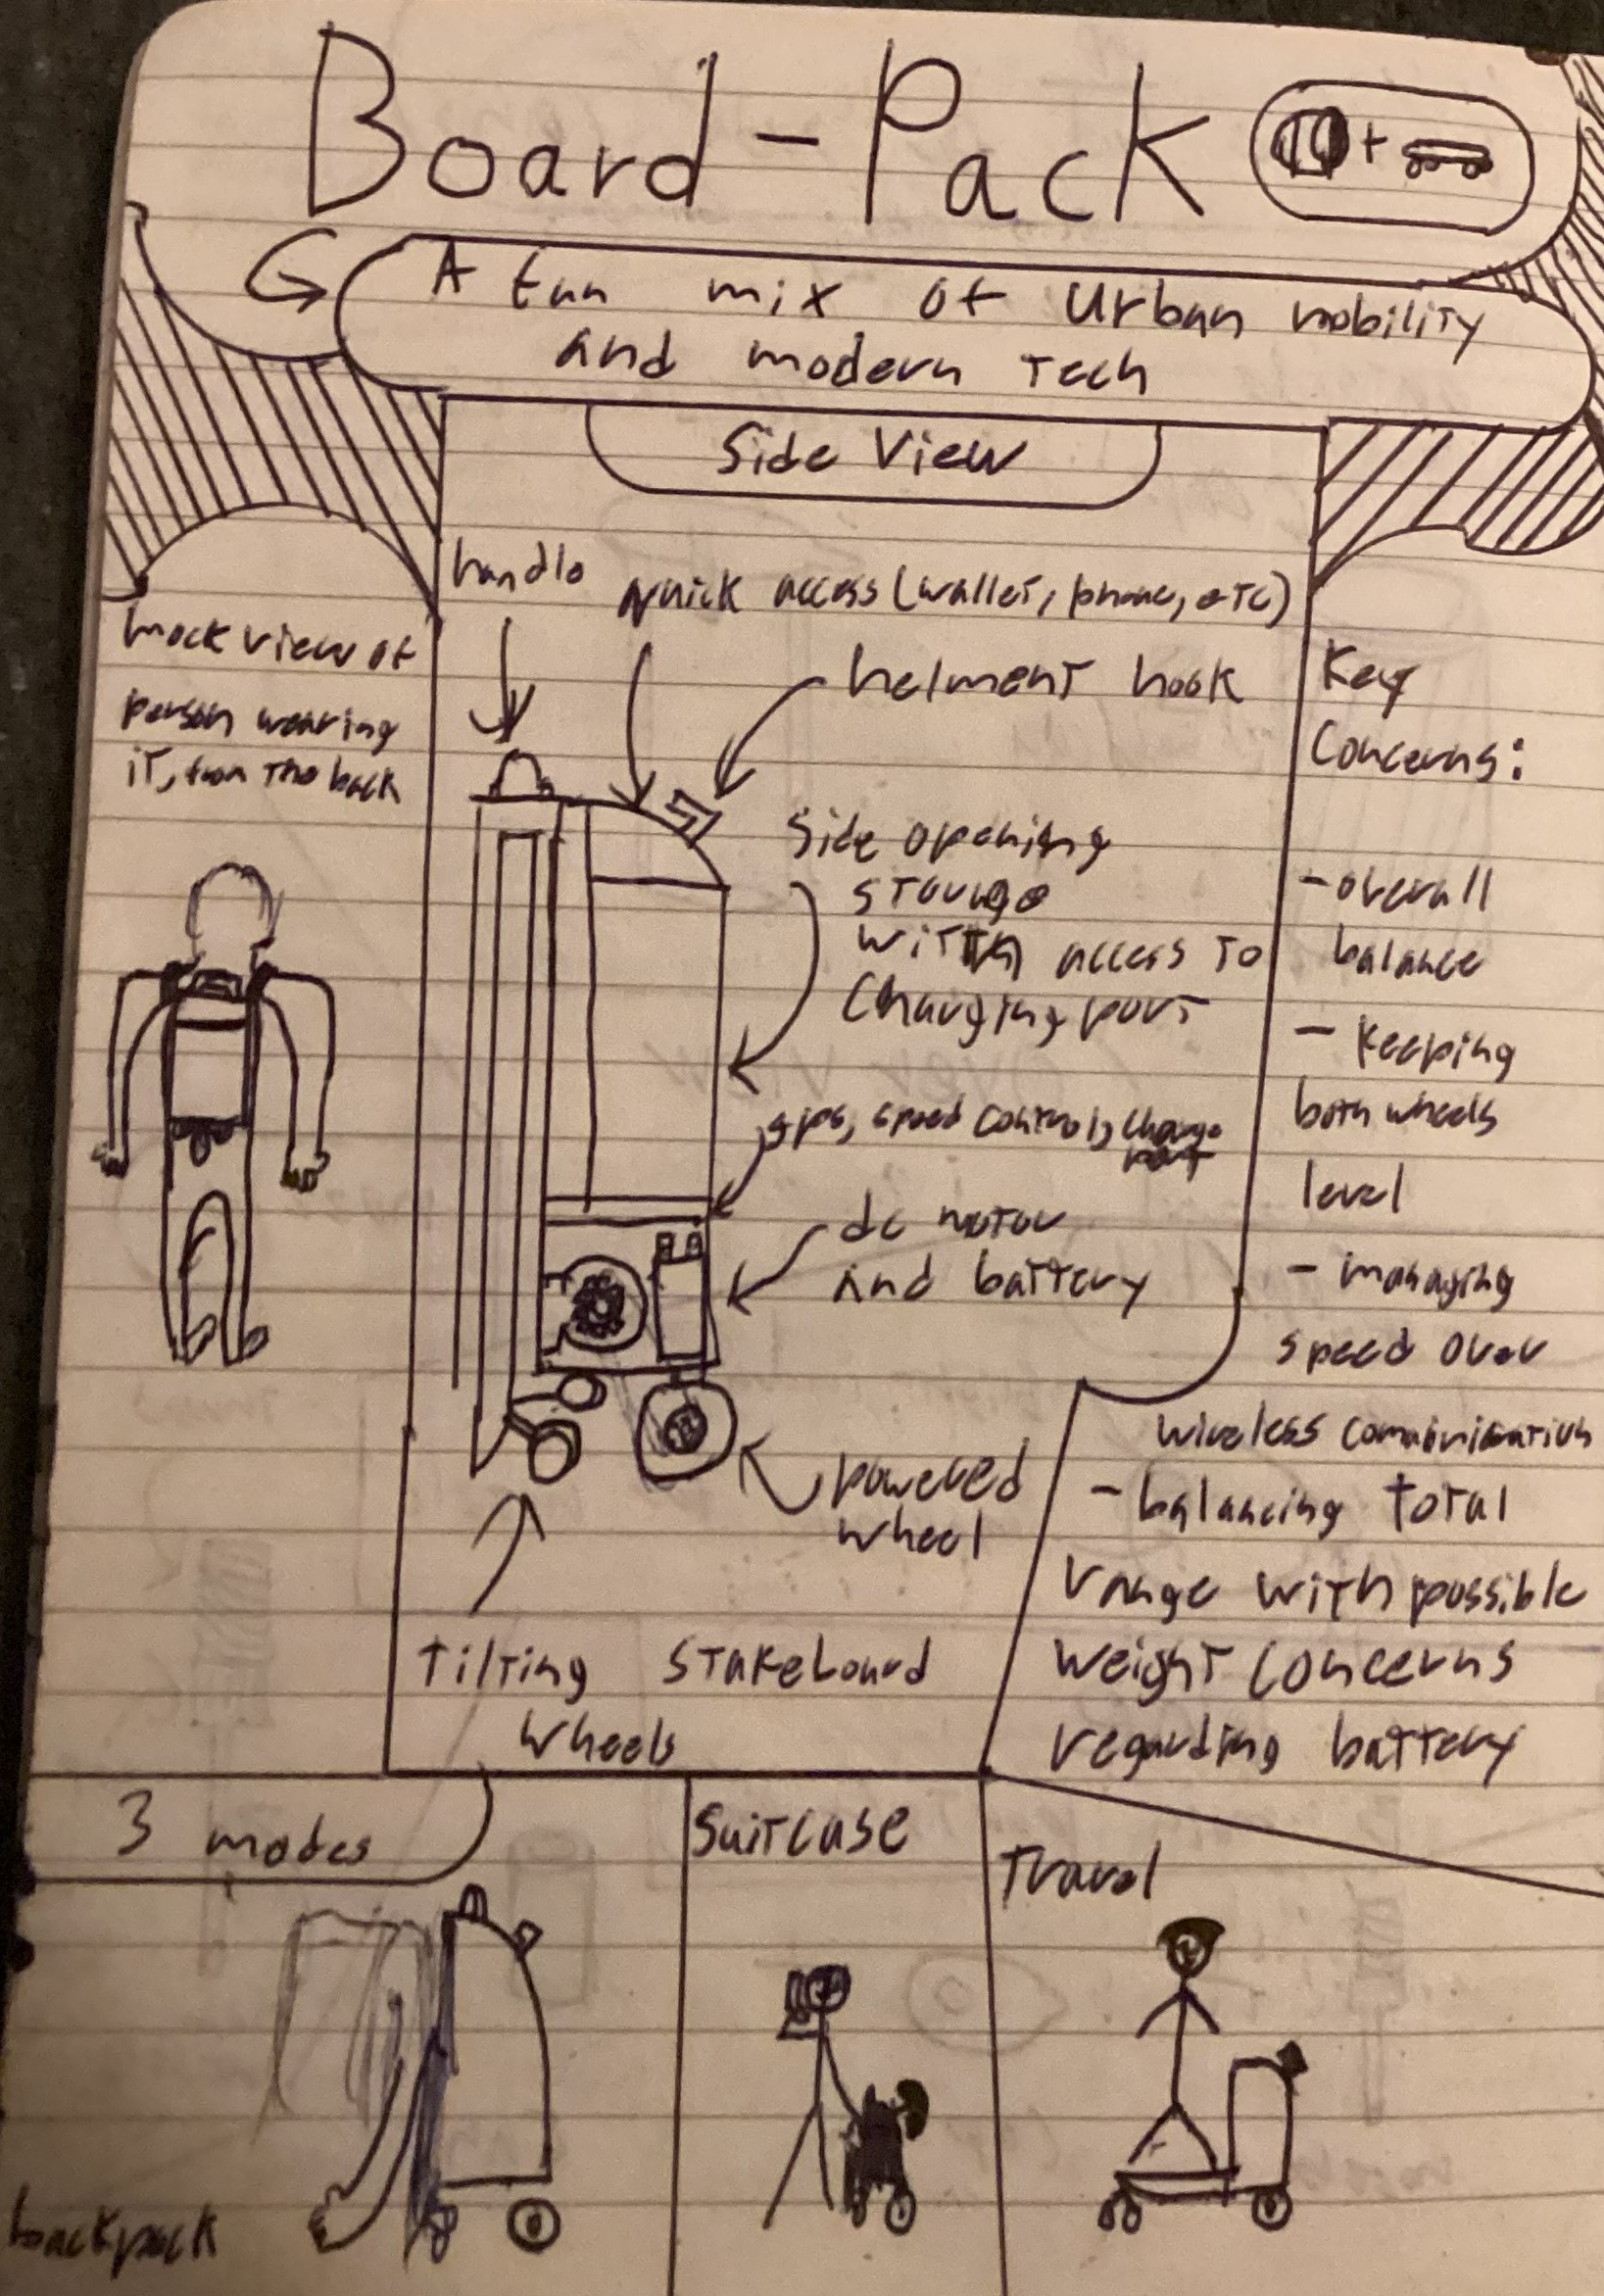 Board-Pack
+
A fun mix of Urban mobility
and modern Tech
Side View
handle
quick access (wallet, phone, etc)
helment hook
mock view of
person wearing
it, from the back
Side opening
storage
with access to
Charging port
gps, speed control, charge
port
dc motor
and battery
powered
wheel
tilting stakeboard
wheels
Key
Concerns:
- overall
balance
- keeping
both wheels
level
- managing
speed over
wireless communication
- balancing total
range with possible
weight concerns
regarding battery
3 modes
backpack
Suitcase
Travel